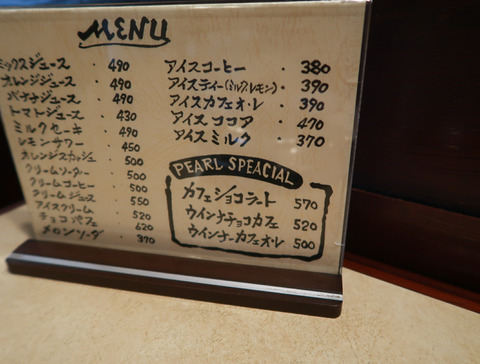 MENU
ミックスジュース ・ 490
オレンジジュース ・ 490
バナナジュース ・ 490
トマトジュース ・ 430
ミルクセーキ ・ 490
レモンサワー ・ 450
オレンジスカッシュ ・ 500
クリームソーダー ・ 500
クリームコーヒー ・ 500
クリームジュース ・ 550
アイスクリーム ・ 520
チョコパフェ ・ 620
メロンソーダ ・ 390
アイスコーヒー ・ 380
アイスティー(ミルク,レモン) ・ 390
アイスカフェオ・レ ・ 390
アイスココア ・ 470
アイスミルク ・ 370
PEARL SPEACIAL
カフェショコラート 570
ウインナチョコカフェ 520
ウインナーカフェオ・レ 500